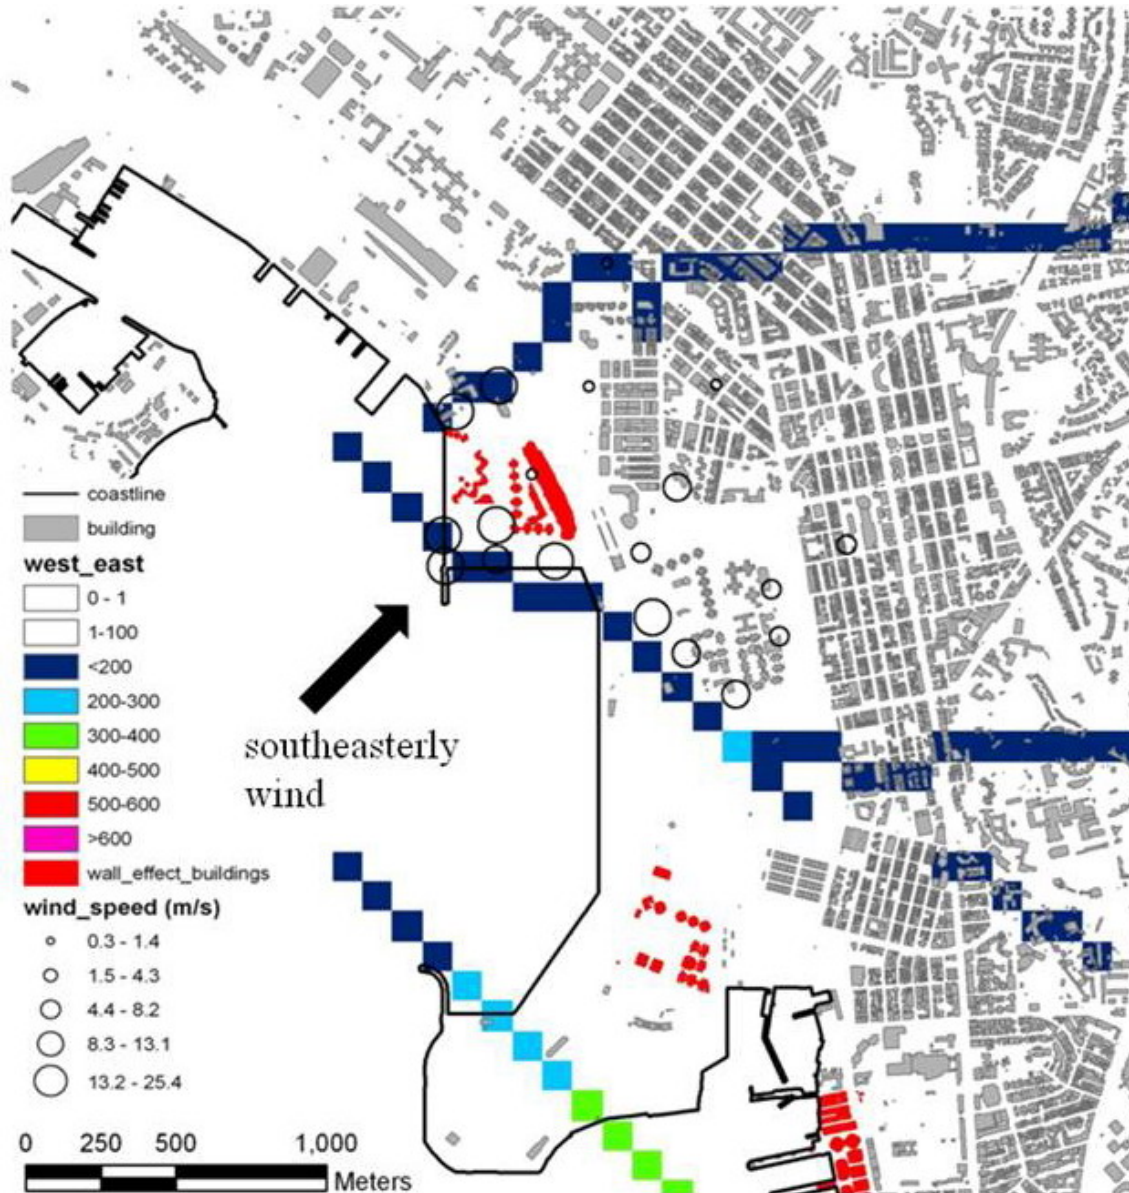 coastline
building
west_east
0 - 1
1-100
<200
200-300
300-400
400-500
500-600
>600
wall_effect_buildings
wind_speed (m/s)
0.3 - 1.4
1.5 - 4.3
4.4 - 8.2
8.3 - 13.1
13.2 - 25.4
southeasterly
wind
0 250 500 1,000
Meters